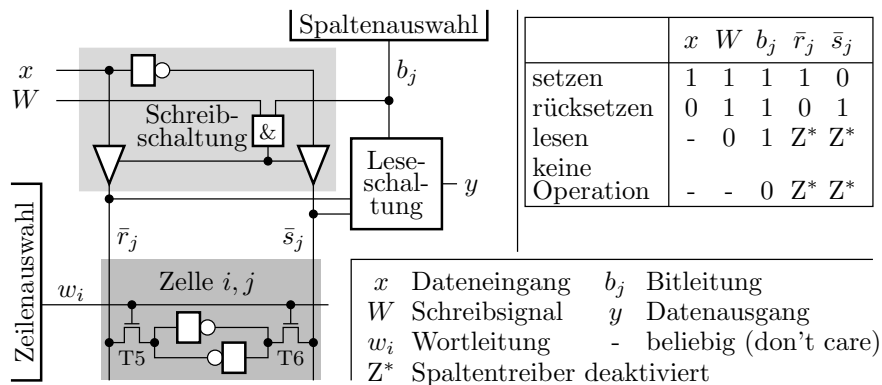 Spaltenauswahl
x
W
b_j
Schreib-
schaltung
&
Lese-
schal-
tung
y
r̄_j
s̄_j
Zeilenauswahl
w_i
Zelle i, j
T5
T6
x W b_j r̄_j s̄_j
setzen 1 1 1 1 0
rücksetzen 0 1 1 0 1
lesen - 0 1 Z* Z*
keine
Operation - - 0 Z* Z*
x Dateneingang b_j Bitleitung
W Schreibsignal y Datenausgang
w_i Wortleitung - beliebig (don't care)
Z* Spaltentreiber deaktiviert